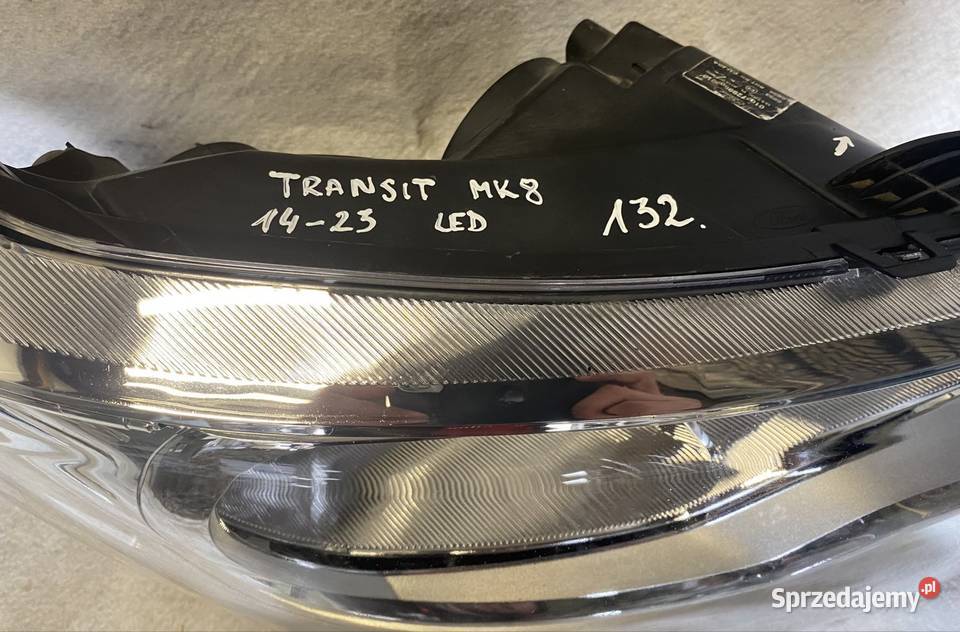 TRANSIT MK8
14-23 LED 132.
Sprzedajemy.pl